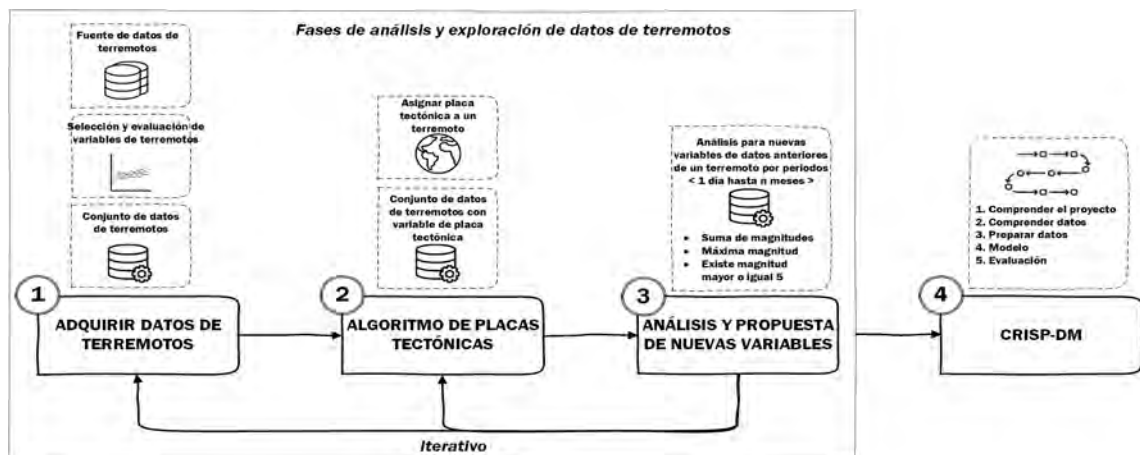 Fases de análisis y exploración de datos de terremotos
Fuente de datos de
terremotos
Selección y evaluación de
variables de terremotos
Conjunto de datos
de terremotos
1
ADQUIRIR DATOS DE
TERREMOTOS
Asignar placa
tectónica a un
terremoto
Conjunto de datos
de terremotos con
variable de placa
tectónica
2
ALGORITMO DE PLACAS
TECTÓNICAS
Análisis para nuevas
variables de datos anteriores
de un terremoto por periodos
< 1 día hasta n meses >
Suma de magnitudes
Máxima magnitud
Existe magnitud
mayor o igual 5
3
ANÁLISIS Y PROPUESTA
DE NUEVAS VARIABLES
Iterativo
1. Comprender el proyecto
2. Comprender datos
3. Preparar datos
4. Modelo
5. Evaluación
4
CRISP-DM